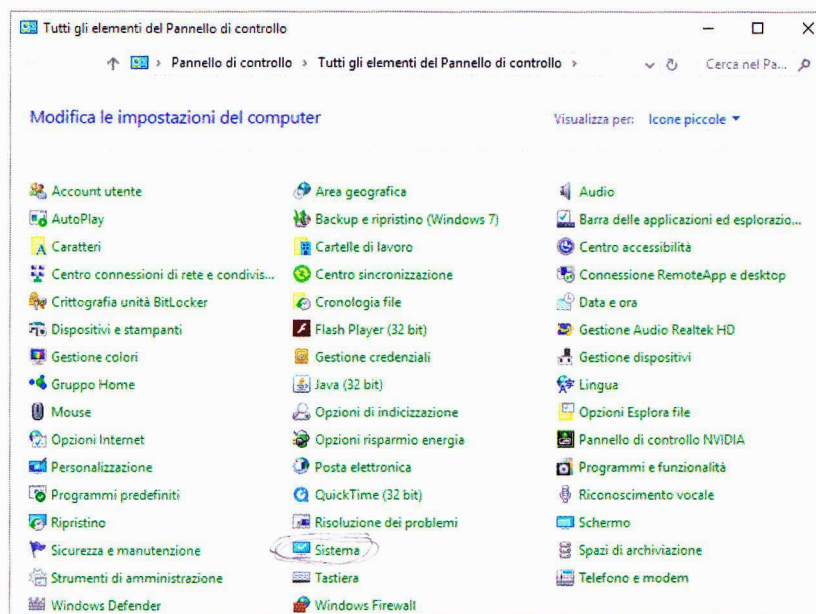 Tutti gli elementi del Pannello di controllo
Pannello di controllo › Tutti gli elementi del Pannello di controllo ›
Cerca nel Pa...
Modifica le impostazioni del computer
Visualizza per: Icone piccole
Account utente
AutoPlay
Caratteri
Centro connessioni di rete e condivis...
Crittografia unità BitLocker
Dispositivi e stampanti
Gestione colori
Gruppo Home
Mouse
Opzioni Internet
Personalizzazione
Programmi predefiniti
Ripristino
Sicurezza e manutenzione
Strumenti di amministrazione
Windows Defender
Area geografica
Backup e ripristino (Windows 7)
Cartelle di lavoro
Centro sincronizzazione
Cronologia file
Flash Player (32 bit)
Gestione credenziali
Java (32 bit)
Opzioni di indicizzazione
Opzioni risparmio energia
Posta elettronica
QuickTime (32 bit)
Risoluzione dei problemi
Sistema
Tastiera
Windows Firewall
Audio
Barra delle applicazioni ed esplorazio...
Centro accessibilità
Connessione RemoteApp e desktop
Data e ora
Gestione Audio Realtek HD
Gestione dispositivi
Lingua
Opzioni Esplora file
Pannello di controllo NVIDIA
Programmi e funzionalità
Riconoscimento vocale
Schermo
Spazi di archiviazione
Telefono e modem